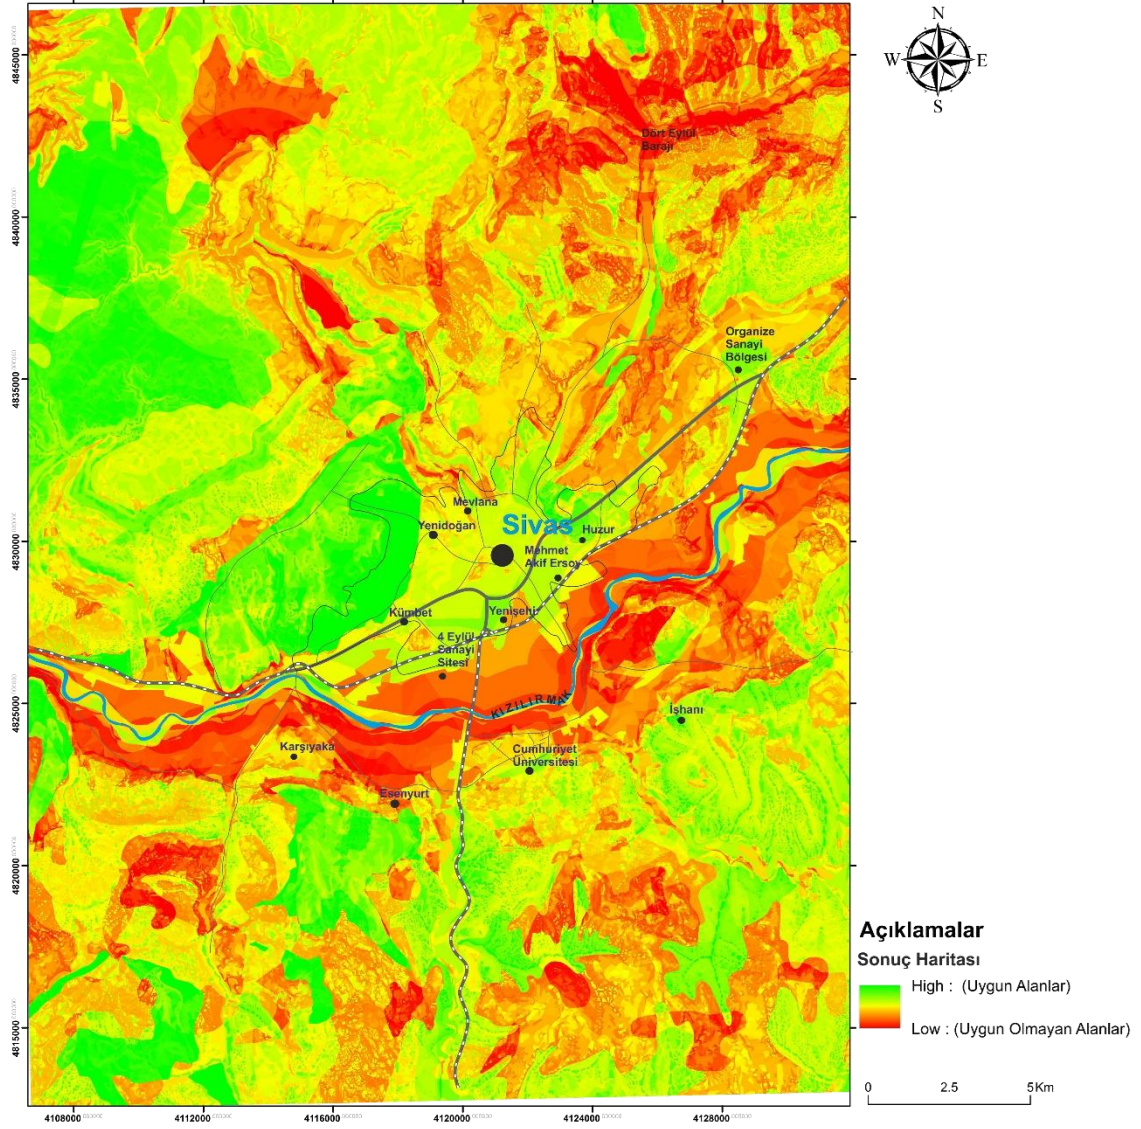 N
W E
S
4845000
4840000
4835000
4830000
4825000
4820000
4815000
Dört Eylül
Barajı
Organize
Sanayi
Bölgesi
Mevlana
Yenidoğan
Sivas
Huzur
Mehmet
Akif Ersoy
Kümbet
Yenişehi
4 Eylül
Sanayi
Sitesi
KIZILIRMAK
İşhanı
Karşıyaka
Cumhuriyet
Üniversitesi
Esenyurt
4108000
4112000
4116000
4120000
4124000
4128000
Açıklamalar
Sonuç Haritası
High : (Uygun Alanlar)
Low : (Uygun Olmayan Alanlar)
0 2.5 5Km